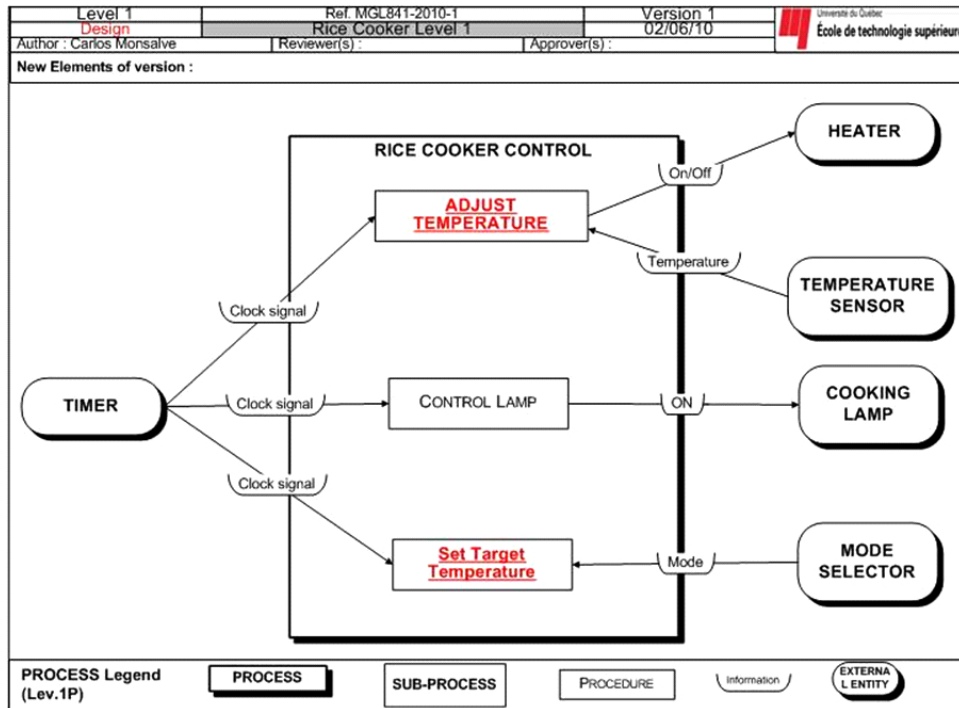 Level 1
Ref. MGL841-2010-1
Version 1
Design
Rice Cooker Level 1
02/06/10
Author : Carlos Monsalve
Reviewer(s) :
Approver(s) :
Université du Québec
École de technologie supérieure
New Elements of version :
HEATER
RICE COOKER CONTROL
On/Off
ADJUST
TEMPERATURE
Temperature
TEMPERATURE
SENSOR
Clock signal
TIMER
Clock signal
CONTROL LAMP
ON
COOKING
LAMP
Clock signal
Set Target
Temperature
Mode
MODE
SELECTOR
PROCESS Legend
(Lev.1P)
PROCESS
SUB-PROCESS
PROCEDURE
Information
EXTERNA
L ENTITY